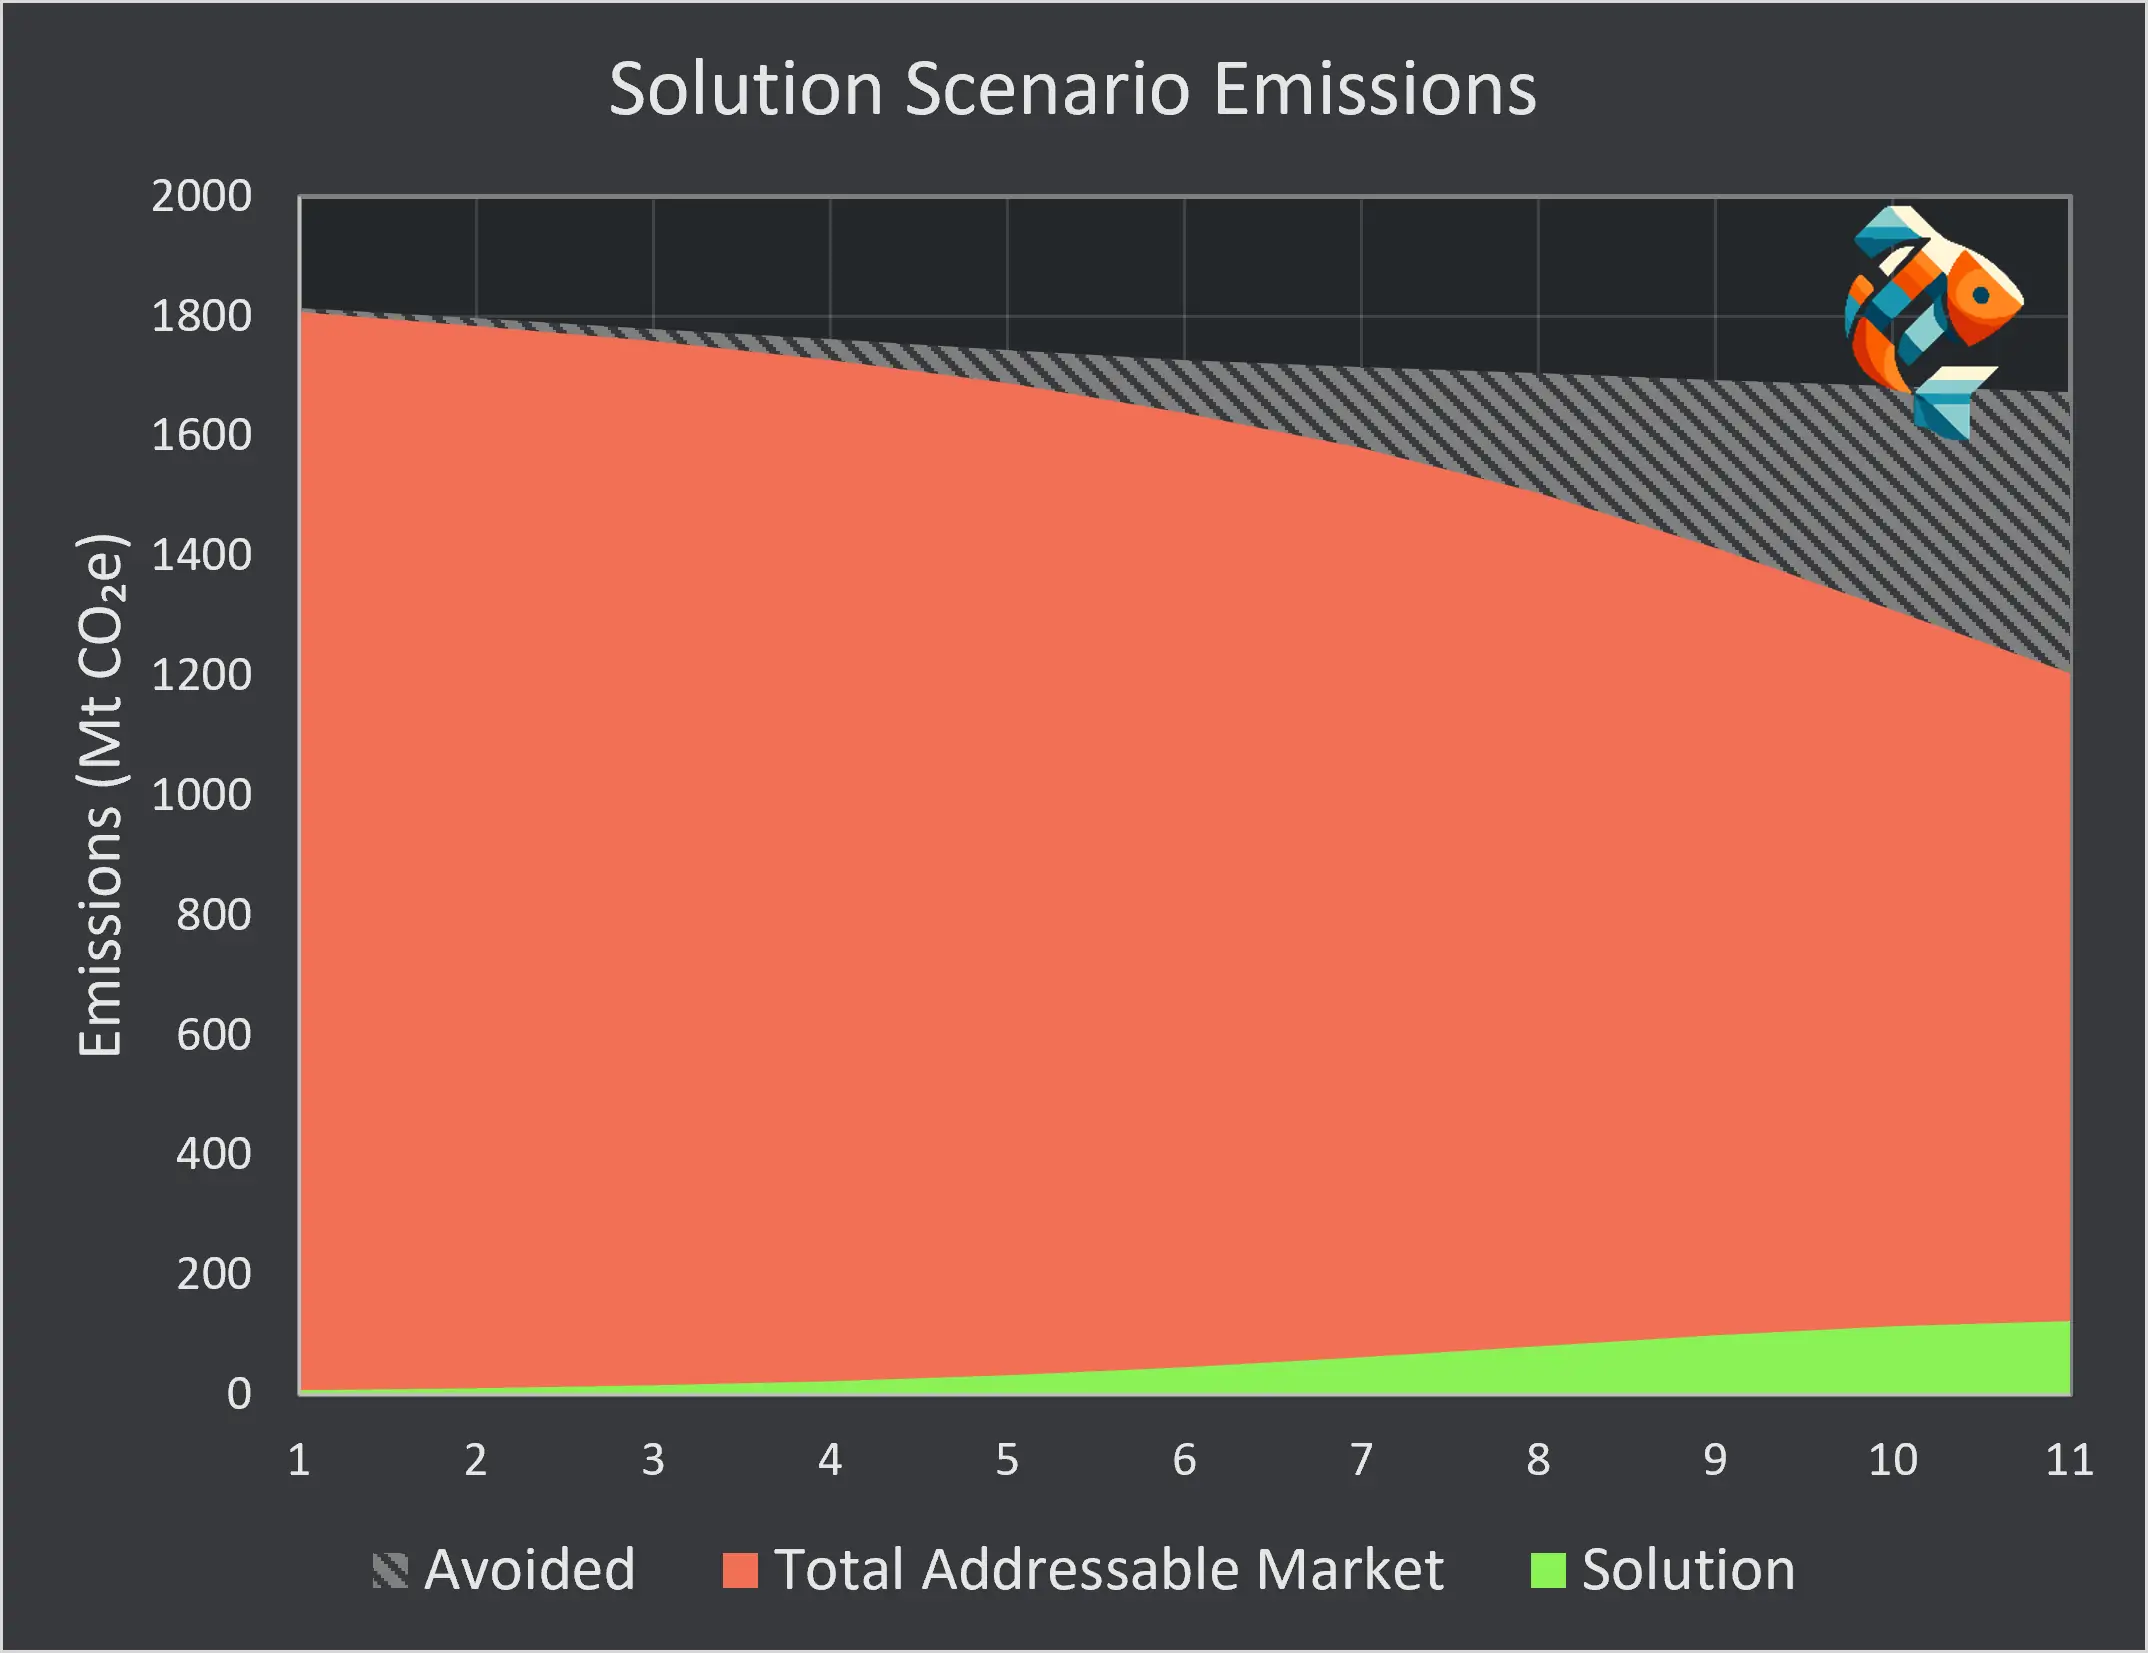 Solution Scenario Emissions
Emissions (Mt CO₂e)
2000
1800
1600
1400
1200
1000
800
600
400
200
0
1 2 3 4 5 6 7 8 9 10 11
Avoided Total Addressable Market Solution